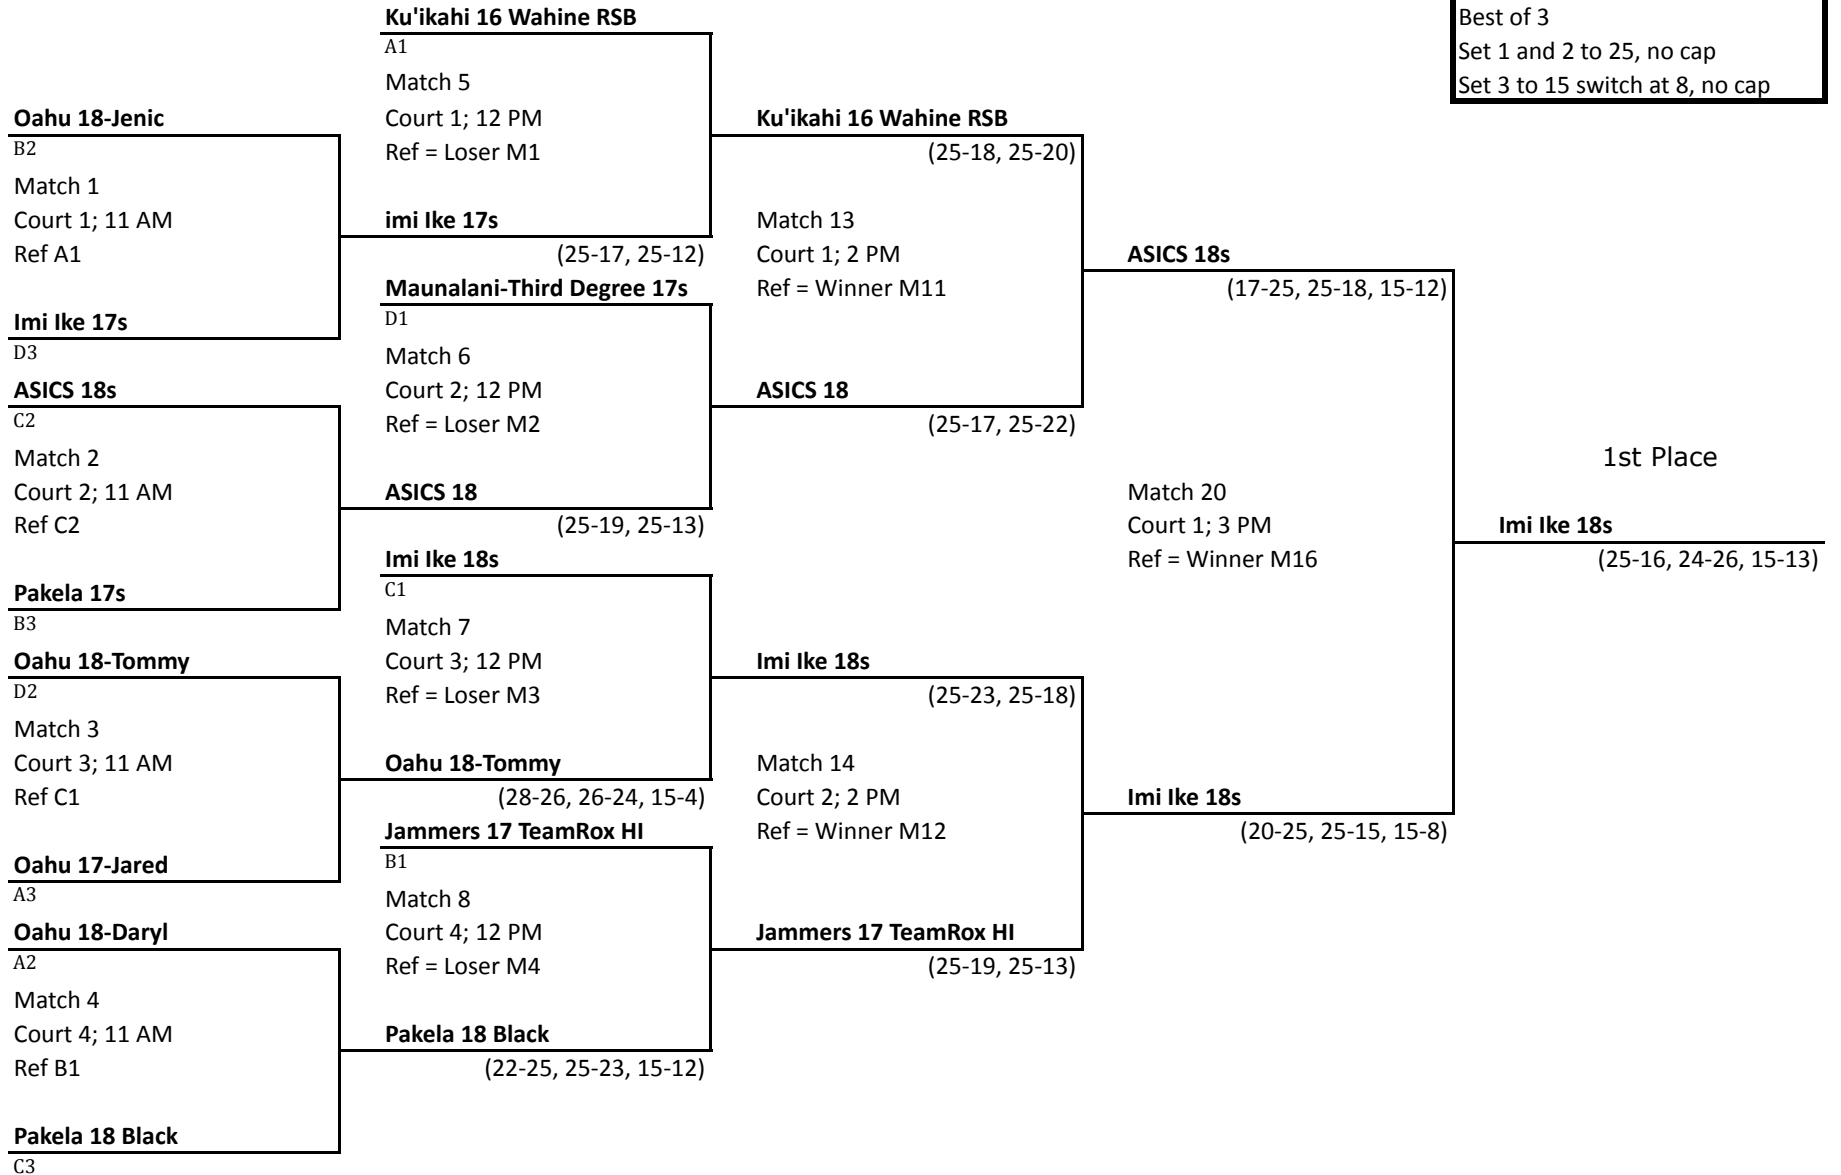 Best of 3
Set 1 and 2 to 25, no cap
Set 3 to 15 switch at 8, no cap
Oahu 18-Jenic
B2
Match 1
Court 1; 11 AM
Ref A1
Imi Ike 17s
D3
ASICS 18s
C2
Match 2
Court 2; 11 AM
Ref C2
Pakela 17s
B3
Oahu 18-Tommy
D2
Match 3
Court 3; 11 AM
Ref C1
Oahu 17-Jared
A3
Oahu 18-Daryl
A2
Match 4
Court 4; 11 AM
Ref B1
Pakela 18 Black
C3
Ku'ikahi 16 Wahine RSB
A1
Match 5
Court 1; 12 PM
Ref = Loser M1
imi Ike 17s
(25-17, 25-12)
Maunalani-Third Degree 17s
D1
Match 6
Court 2; 12 PM
Ref = Loser M2
ASICS 18
(25-19, 25-13)
Imi Ike 18s
C1
Match 7
Court 3; 12 PM
Ref = Loser M3
Oahu 18-Tommy
(28-26, 26-24, 15-4)
Jammers 17 TeamRox HI
B1
Match 8
Court 4; 12 PM
Ref = Loser M4
Pakela 18 Black
(22-25, 25-23, 15-12)
Ku'ikahi 16 Wahine RSB
(25-18, 25-20)
Match 13
Court 1; 2 PM
Ref = Winner M11
ASICS 18
(25-17, 25-22)
Imi Ike 18s
(25-23, 25-18)
Match 14
Court 2; 2 PM
Ref = Winner M12
Jammers 17 TeamRox HI
(25-19, 25-13)
ASICS 18s
(17-25, 25-18, 15-12)
Match 20
Court 1; 3 PM
Ref = Winner M16
Imi Ike 18s
(20-25, 25-15, 15-8)
1st Place
Imi Ike 18s
(25-16, 24-26, 15-13)